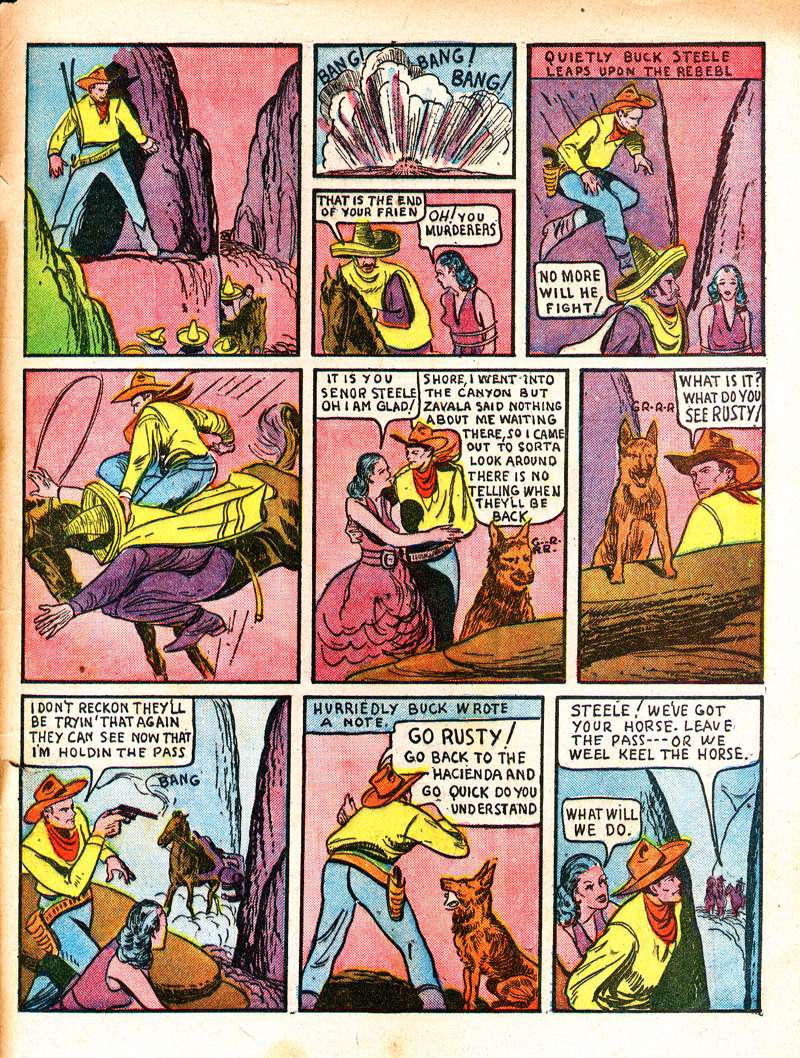 BANG!
BANG!
BANG!
THAT IS THE END
OF YOUR FRIEN
OH! YOU
MURDERERS
QUIETLY BUCK STEELE
LEAPS UPON THE REBEBL
NO MORE
WILL HE
FIGHT!
IT IS YOU
SENOR STEELE
OH I AM GLAD!
SHORE, I WENT INTO
THE CANYON BUT
ZAVALA SAID NOTHING
ABOUT ME WAITING
THERE, SO I CAME
OUT TO SORTA
LOOK AROUND
THERE IS NO
TELLING WHEN
THEY'LL BE
BACK
G..R.
RR..
GR-R-R
WHAT IS IT?
WHAT DO YOU
SEE RUSTY!
I DON'T RECKON THEY'LL
BE TRYIN' THAT AGAIN
THEY CAN SEE NOW THAT
I'M HOLDIN THE PASS
BANG
HURRIEDLY BUCK WROTE
A NOTE.
GO RUSTY!
GO BACK TO THE
HACIENDA AND
GO QUICK DO YOU
UNDERSTAND
STEELE! WE'VE GOT
YOUR HORSE. LEAVE
THE PASS---OR WE
WEEL KEEL THE HORSE.
WHAT WILL
WE DO.